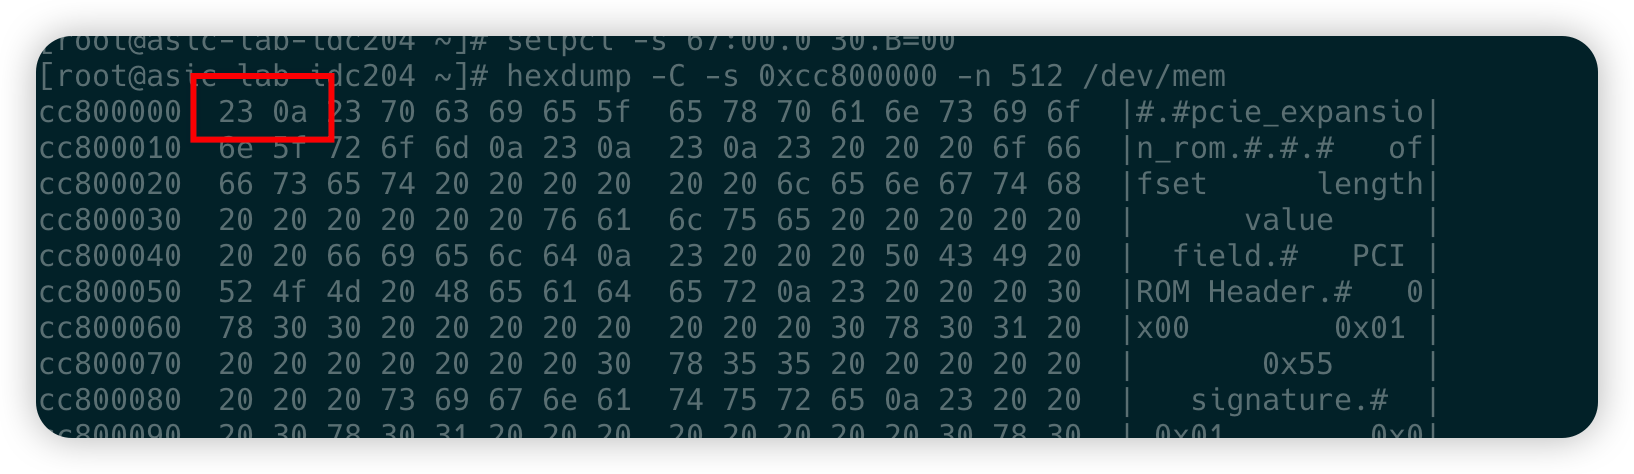 [root@asic-lab-idc204 ~]# setpci -s 67:00.0 30.B=00
[root@asic-lab-idc204 ~]# hexdump -C -s 0xcc800000 -n 512 /dev/mem
cc800000  23 0a 23 70 63 69 65 5f  65 78 70 61 6e 73 69 6f  |#.#pcie_expansio|
cc800010  6e 5f 72 6f 6d 0a 23 0a  23 0a 23 20 20 20 6f 66  |n_rom.#.#.#   of|
cc800020  66 73 65 74 20 20 20 20  20 20 6c 65 6e 67 74 68  |fset      length|
cc800030  20 20 20 20 20 20 76 61  6c 75 65 20 20 20 20 20  |      value     |
cc800040  20 20 66 69 65 6c 64 0a  23 20 20 20 50 43 49 20  |  field.#   PCI |
cc800050  52 4f 4d 20 48 65 61 64  65 72 0a 23 20 20 20 30  |ROM Header.#   0|
cc800060  78 30 30 20 20 20 20 20  20 20 20 30 78 30 31 20  |x00        0x01 |
cc800070  20 20 20 20 20 20 20 30  78 35 35 20 20 20 20 20  |       0x55     |
cc800080  20 20 20 73 69 67 6e 61  74 75 72 65 0a 23 20 20  |   signature.#  |
cc800090  20 30 78 30 31 20 20 20  20 20 20 20 20 30 78 30  | 0x01        0x0|